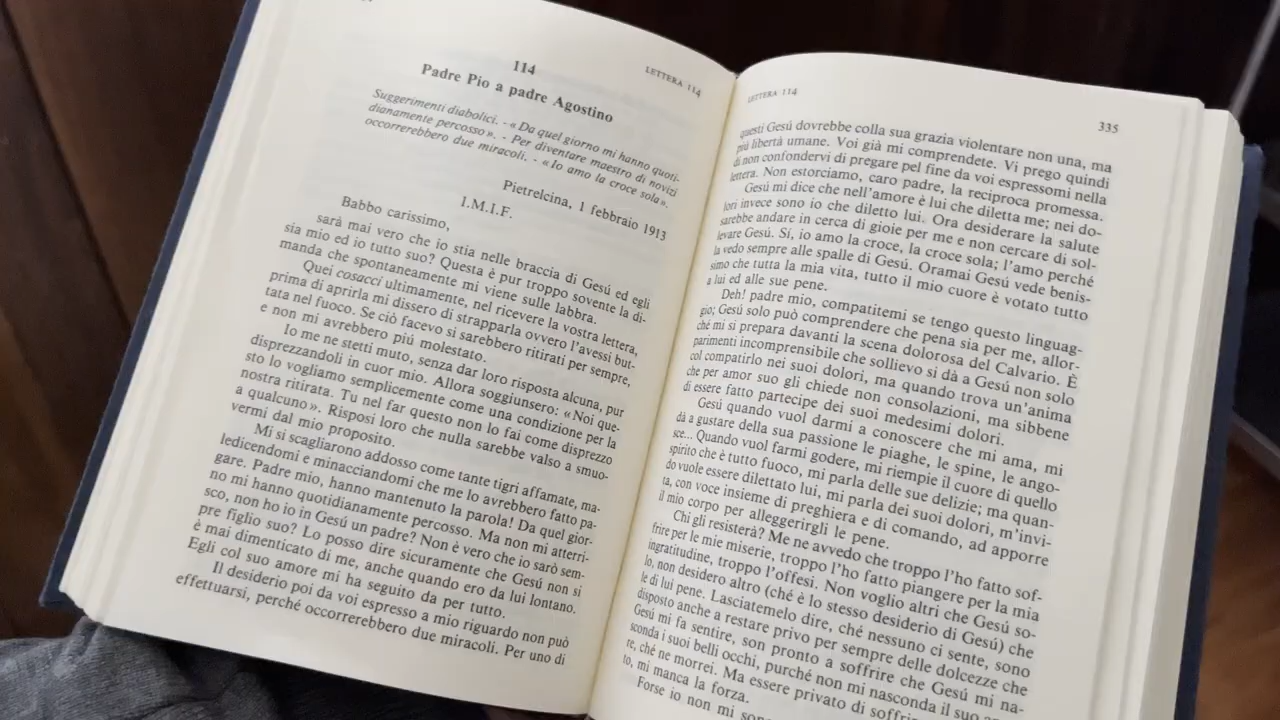 114
LETTERA 114
Padre Pio a padre Agostino
Suggerimenti diabolici. - « Da quel giorno mi hanno quoti-
dianamente percosso ». - Per diventare maestro di novizi
occorrerebbero due miracoli. - « Io amo la croce sola ».
Pietrelcina, 1 febbraio 1913
I.M.I.F.
Babbo carissimo,
sarà mai vero che io stia nelle braccia di Gesú ed egli
sia mio ed io tutto suo? Questa è pur troppo sovente la di-
manda che spontaneamente mi viene sulle labbra.
Quei cosacci ultimamente, nel ricevere la vostra lettera,
prima di aprirla mi dissero di strapparla ovvero l'avessi but-
tata nel fuoco. Se ciò facevo si sarebbero ritirati per sempre,
e non mi avrebbero piú molestato.
Io me ne stetti muto, senza dar loro risposta alcuna, pur
disprezzandoli in cuor mio. Allora soggiunsero: «Noi que-
sto lo vogliamo semplicemente come una condizione per la
nostra ritirata. Tu nel far questo non lo fai come disprezzo
a qualcuno». Risposi loro che nulla sarebbe valso a smuo-
vermi dal mio proposito.
Mi si scagliarono addosso come tante tigri affamate, ma-
ledicendomi e minacciandomi che me lo avrebbero fatto pa-
gare. Padre mio, hanno mantenuto la parola! Da quel gior-
no mi hanno quotidianamente percosso. Ma non mi atterri-
sco, non ho io in Gesú un padre? Non è vero che io sarò sem-
pre figlio suo? Lo posso dire sicuramente che Gesú non si
è mai dimenticato di me, anche quando ero da lui lontano.
Egli col suo amore mi ha seguito da per tutto.
Il desiderio poi da voi espresso a mio riguardo non può
effettuarsi, perché occorrerebbero due miracoli. Per uno di
LETTERA 114
335
questi Gesú dovrebbe colla sua grazia violentare non una, ma
piú libertà umane. Voi già mi comprendete. Vi prego quindi
di non confondervi di pregare pel fine da voi espressomi nella
lettera. Non estorciamo, caro padre, la reciproca promessa.
Gesú mi dice che nell'amore è lui che diletta me; nei do-
lori invece sono io che diletto lui. Ora desiderare la salute
sarebbe andare in cerca di gioie per me e non cercare di sol-
levare Gesú. Sí, io amo la croce, la croce sola; l'amo perché
la vedo sempre alle spalle di Gesú. Oramai Gesú vede benis-
simo che tutta la mia vita, tutto il mio cuore è votato tutto
a lui ed alle sue pene.
Deh! padre mio, compatitemi se tengo questo linguag-
gio; Gesú solo può comprendere che pena sia per me, allor-
ché mi si prepara davanti la scena dolorosa del Calvario. È
parimenti incomprensibile che sollievo si dà a Gesú non solo
col compatirlo nei suoi dolori, ma quando trova un'anima
che per amor suo gli chiede non consolazioni, ma sibbene
di essere fatto partecipe dei suoi medesimi dolori.
Gesú quando vuol darmi a conoscere che mi ama, mi
dà a gustare della sua passione le piaghe, le spine, le ango-
sce... Quando vuol farmi godere, mi riempie il cuore di quello
spirito che è tutto fuoco, mi parla delle sue delizie; ma quan-
do vuole essere dilettato lui, mi parla dei suoi dolori, m'invi-
ta, con voce insieme di preghiera e di comando, ad apporre
il mio corpo per alleggerirgli le pene.
Chi gli resisterà? Me ne avvedo che troppo l'ho fatto sof-
frire per le mie miserie, troppo l'ho fatto piangere per la mia
ingratitudine, troppo l'offesi. Non voglio altri che Gesú so-
lo, non desidero altro (ché è lo stesso desiderio di Gesú) che
le di lui pene. Lasciatemelo dire, ché nessuno ci sente, sono
disposto anche a restare privo per sempre delle dolcezze che
Gesú mi fa sentire, son pronto a soffrire che Gesú mi na-
sconda i suoi belli occhi, purché non mi nasconda il suo
re, ché ne morrei. Ma essere privato di
to, mi manca la forza.
Forse io non mi